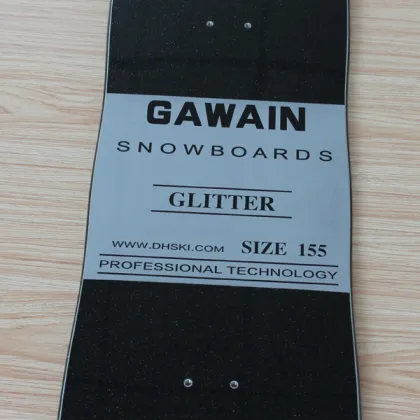 GAWAIN
SNOWBOARDS
GLITTER
WWW.DHSKI.COM SIZE 155
PROFESSIONAL TECHNOLOGY